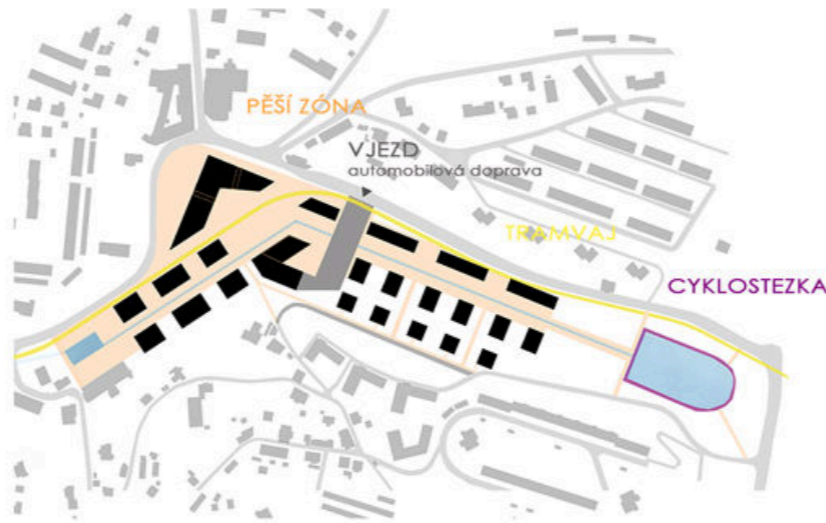 PĚŠÍ ZÓNA
VJEZD
automobilová doprava
TRAMVAJ
CYKLOSTEZKA